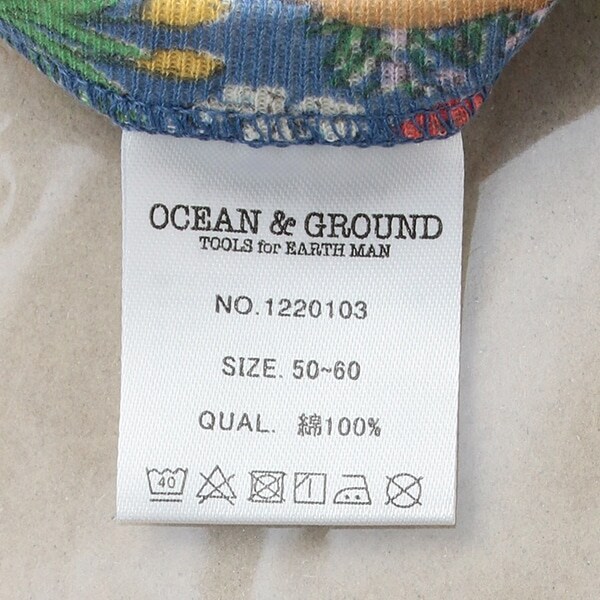 OCEAN & GROUND
TOOLS for EARTH MAN
NO.1220103
SIZE. 50~60
QUAL. 綿100%
40